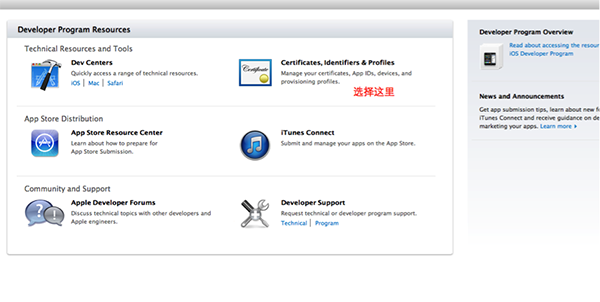 Developer Program Resources
Technical Resources and Tools
Dev Centers
Quickly access a range of technical resources.
iOS | Mac | Safari
Certificate
Certificates, Identifiers & Profiles
Manage your certificates, App IDs, devices, and
provisioning profiles.
选择这里
App Store Distribution
App Store Resource Center
Learn about how to prepare for
App Store Submission.
iTunes Connect
Submit and manage your apps on the App Store.
Community and Support
Apple Developer Forums
Discuss technical topics with other developers and
Apple engineers.
Developer Support
Request technical or developer program support.
Technical | Program
Developer Program Overview
Read about accessing the resour
iOS Developer Program
News and Announcements
Get app submission tips, learn about new f
iTunes Connect and receive guidance on de
marketing your apps. Learn more